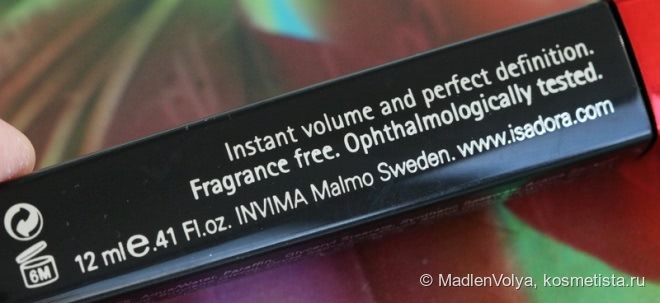 Instant volume and perfect definition.
Fragrance free. Ophthalmologically tested.
12 ml e .41 Fl.oz. INVIMA Malmo Sweden. www.isadora.com
6M
© MadlenVolya, kosmetista.ru